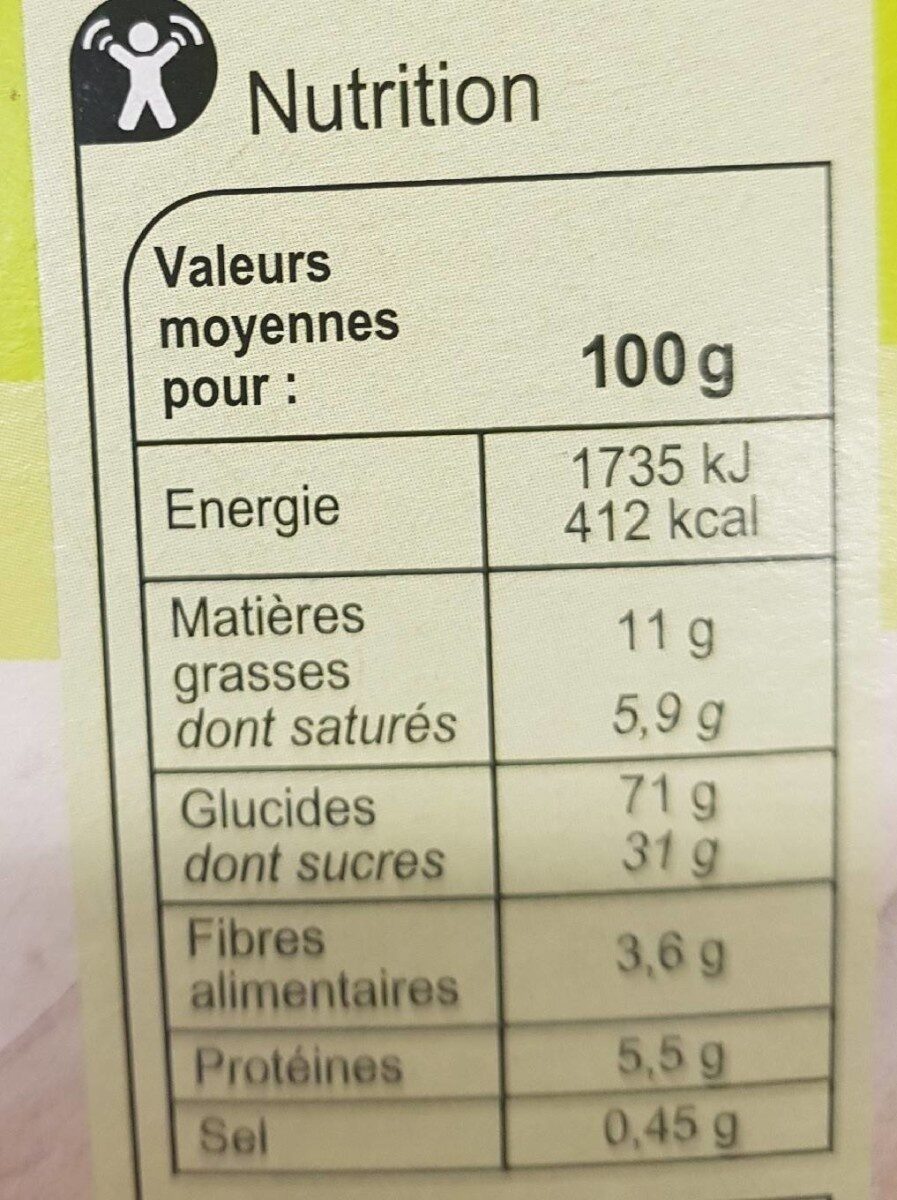 Nutrition
Valeurs
moyennes
pour : 100 g
Energie 1735 kJ
412 kcal
Matières
grasses 11 g
dont saturés 5,9 g
Glucides 71 g
dont sucres 31 g
Fibres
alimentaires 3,6 g
Protéines 5,5 g
Sel 0,45 g